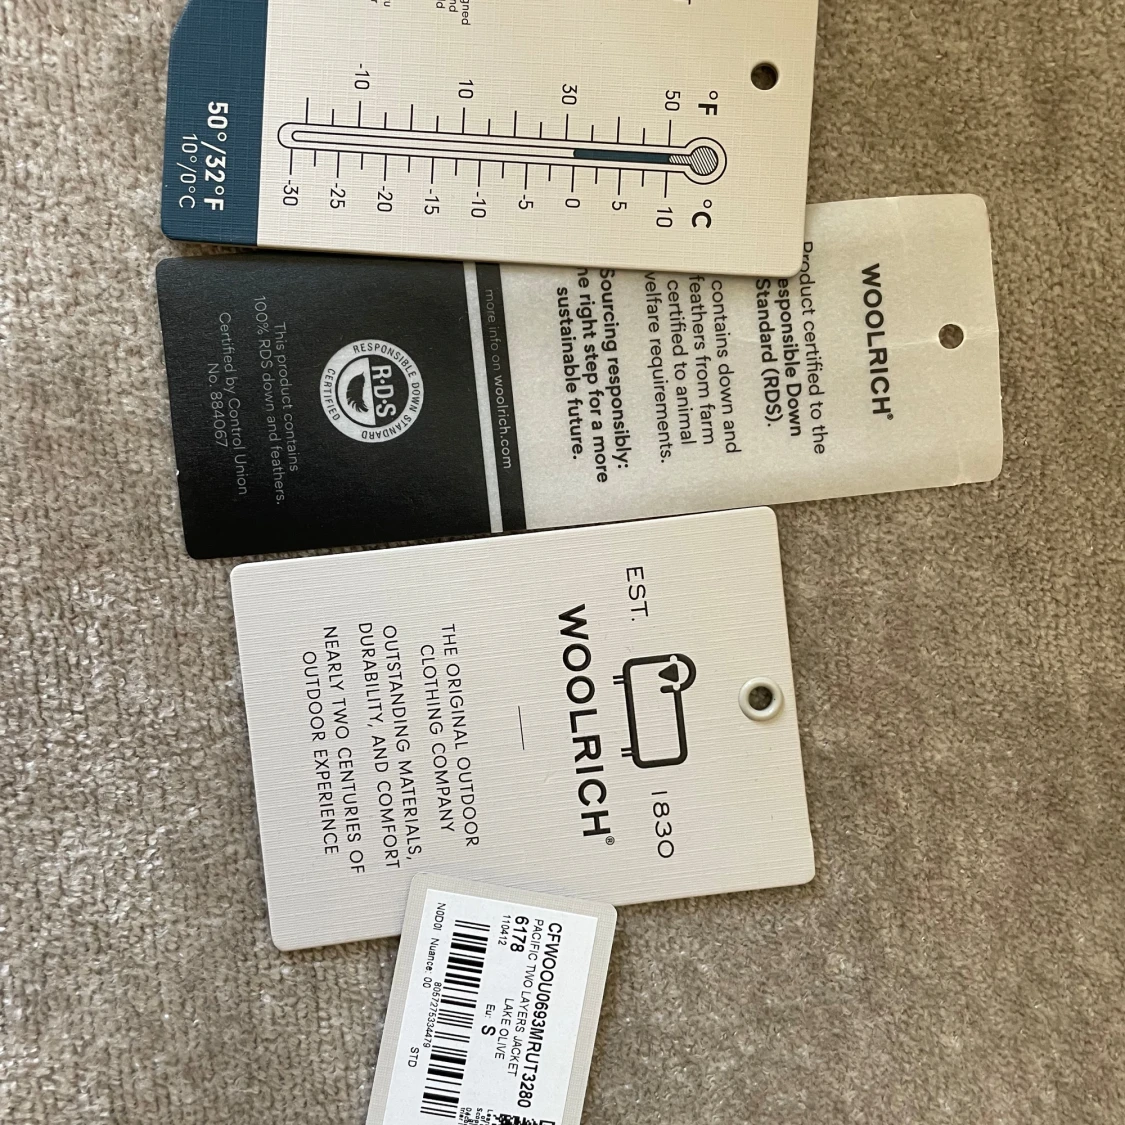 °F
50
30
10
-10
°C
10
5
0
-5
-10
-15
-20
-25
-30
50°/32°F
10°/0°C
WOOLRICH®
Product certified to the
esponsible Down
Standard (RDS).
contains down and
feathers from farm
certified to animal
welfare requirements.
Sourcing responsibly:
he right step for a more
sustainable future.
more info on woolrich.com
RESPONSIBLE DOWN STANDARD
R·D·S
CERTIFIED
This product contains
100% RDS down and feathers.
Certified by Control Union
No. 884067
EST. 1830
WOOLRICH®
THE ORIGINAL OUTDOOR
CLOTHING COMPANY
OUTSTANDING MATERIALS,
DURABILITY, AND COMFORT
NEARLY TWO CENTURIES OF
OUTDOOR EXPERIENCE
CFWOOU0693MRUT3280
PACIFIC TWO LAYERS JACKET
6178 LAKE OLIVE
110412
Eu: S
8057275334479
N0D01 Nuance: 00 STD